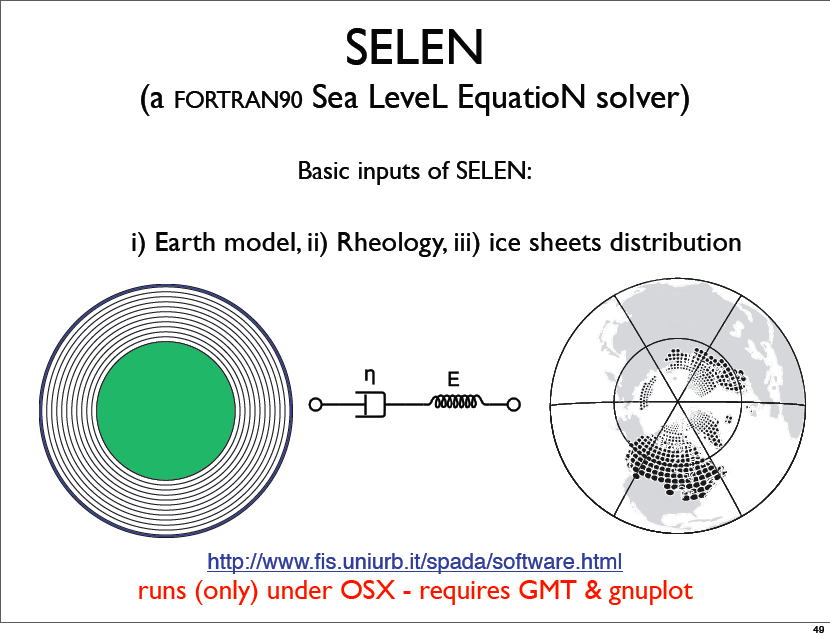 SELEN
(a FORTRAN90 Sea LeveL EquatioN solver)
Basic inputs of SELEN:
i) Earth model, ii) Rheology, iii) ice sheets distribution
η
E
http://www.fis.uniurb.it/spada/software.html
runs (only) under OSX - requires GMT & gnuplot
49